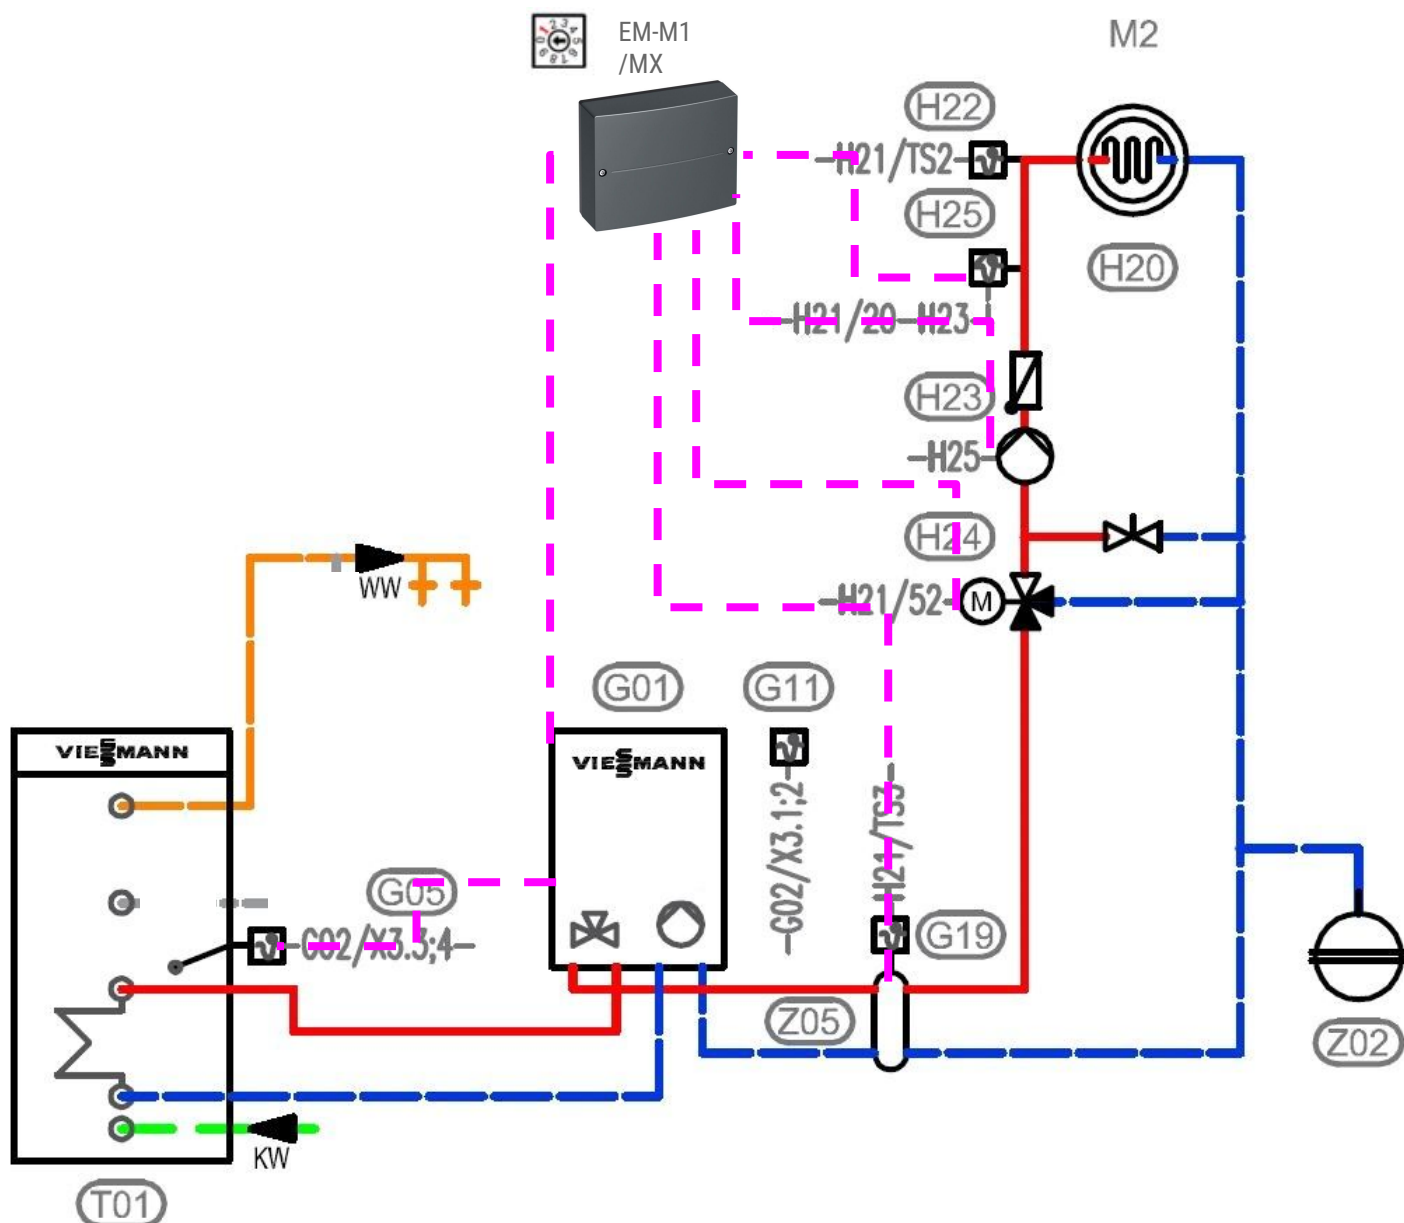 EM-M1
/MX
M2
H22
H21/TS2
H25
H20
H21/20
H23
H23
H25
H24
WW
H21/52
M
G01
G11
VIESMANN
VIESMANN
G02/X3.1;2
H21/TS3
G05
G02/X3.3;4
G19
Z05
Z02
KW
T01